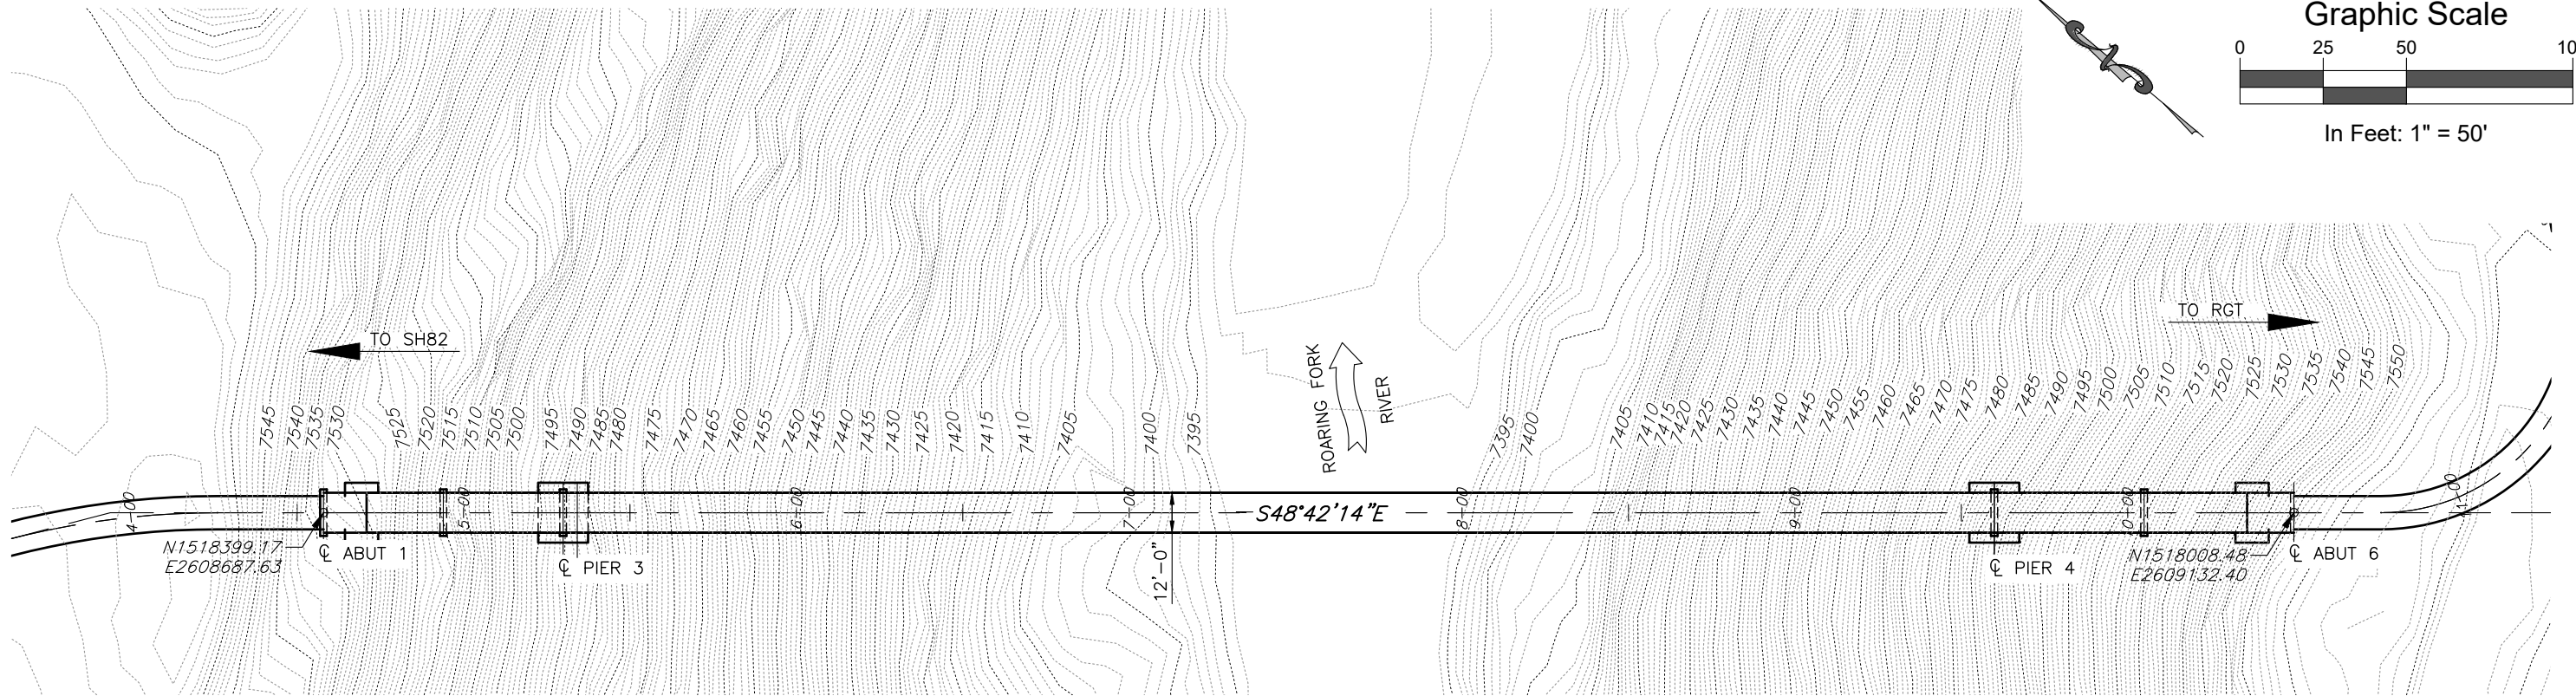 Graphic Scale
0 25 50
In Feet: 1" = 50'
TO SH82
TO RGT
7545 7540 7535 7530 7525 7520 7515 7510 7505 7500 7495 7490 7485 7480 7475 7470 7465 7460 7455 7450 7445 7440 7435 7430 7425 7420 7415 7410 7405 7400 7395
ROARING FORK
RIVER
7395 7400 7405 7410 7415 7420 7425 7430 7435 7440 7445 7450 7455 7460 7465 7470 7475 7480 7485 7490 7495 7500 7505 7510 7515 7520 7525 7530 7535 7540 7545 7550
4-00 5-00 6-00 7-00 8-00 9-00 0-00
S48°42'14"E
12'-0"
N1518399.17
E2608687.63
℄ ABUT 1
℄ PIER 3
℄ PIER 4
N1518008.48
E2609132.40
℄ ABUT 6